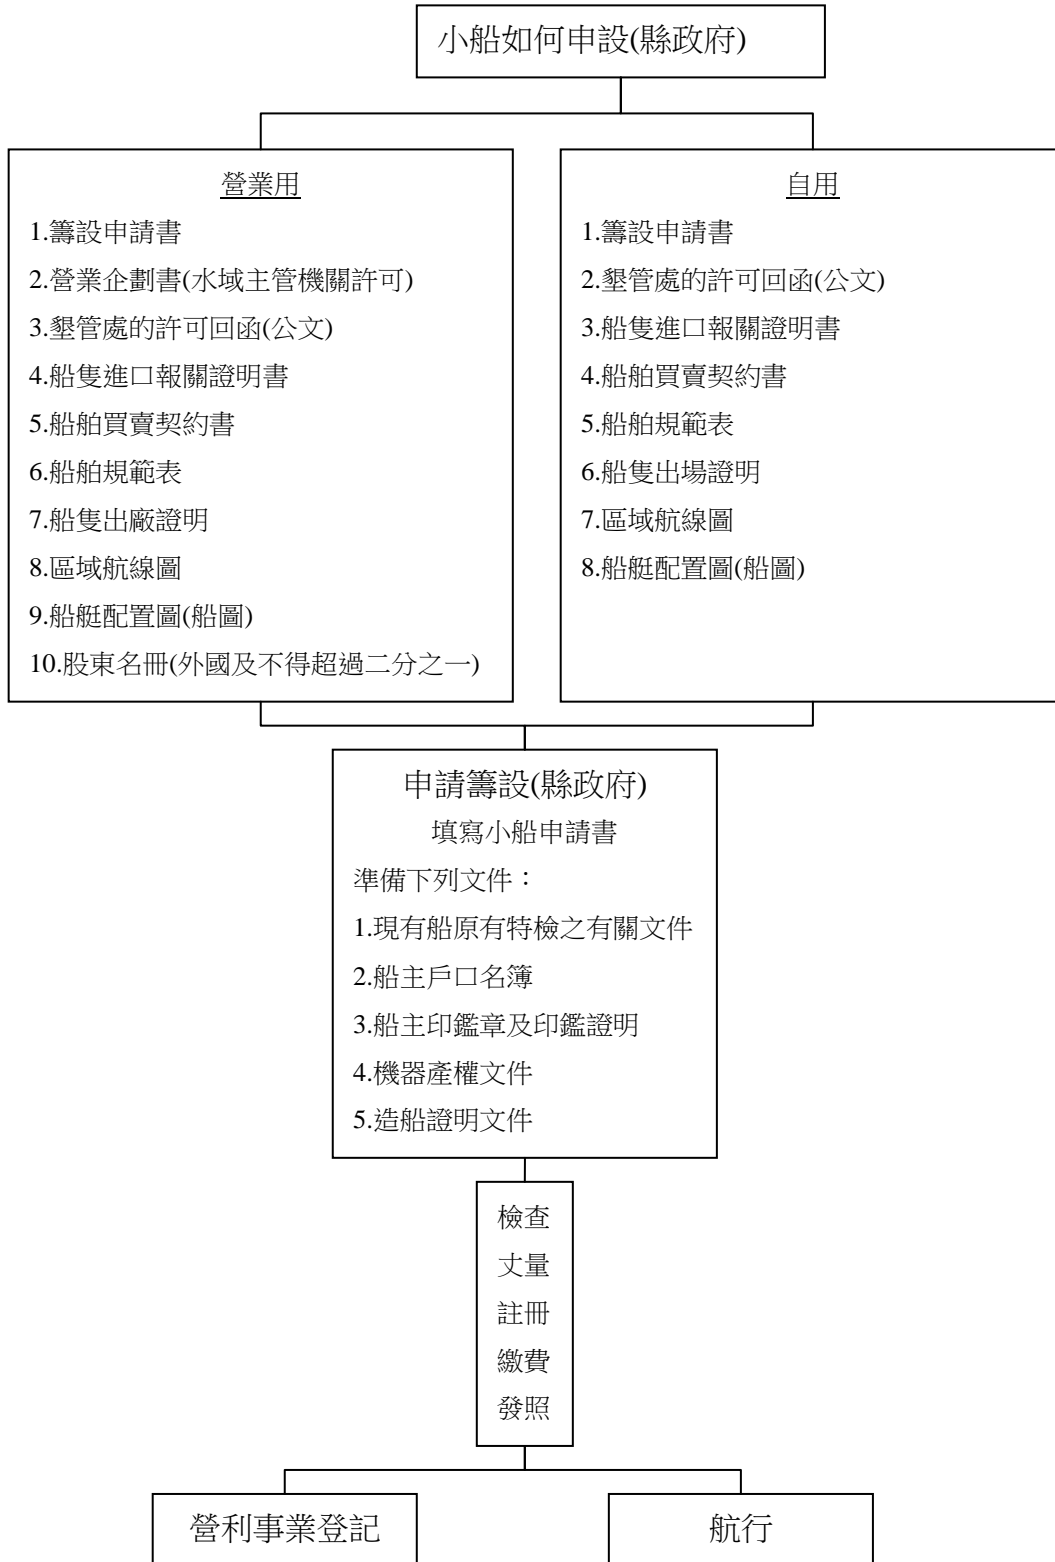 小船如何申設(縣政府)
營業用
1.籌設申請書
2.營業企劃書(水域主管機關許可)
3.墾管處的許可回函(公文)
4.船隻進口報關證明書
5.船舶買賣契約書
6.船舶規範表
7.船隻出廠證明
8.區域航線圖
9.船艇配置圖(船圖)
10.股東名冊(外國及不得超過二分之一)
自用
1.籌設申請書
2.墾管處的許可回函(公文)
3.船隻進口報關證明書
4.船舶買賣契約書
5.船舶規範表
6.船隻出場證明
7.區域航線圖
8.船艇配置圖(船圖)
申請籌設(縣政府)
填寫小船申請書
準備下列文件：
1.現有船原有特檢之有關文件
2.船主戶口名簿
3.船主印鑑章及印鑑證明
4.機器產權文件
5.造船證明文件
檢查
丈量
註冊
繳費
發照
營利事業登記
航行